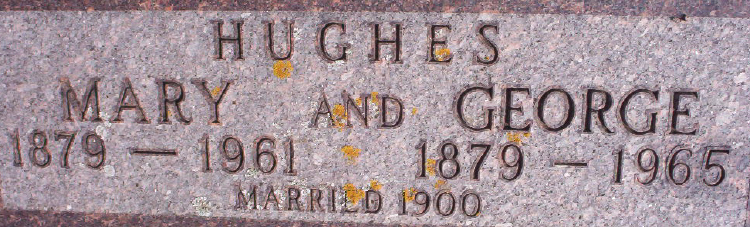 HUGHES
MARY AND GEORGE
1879 — 1961 1879 — 1965
MARRIED 1900